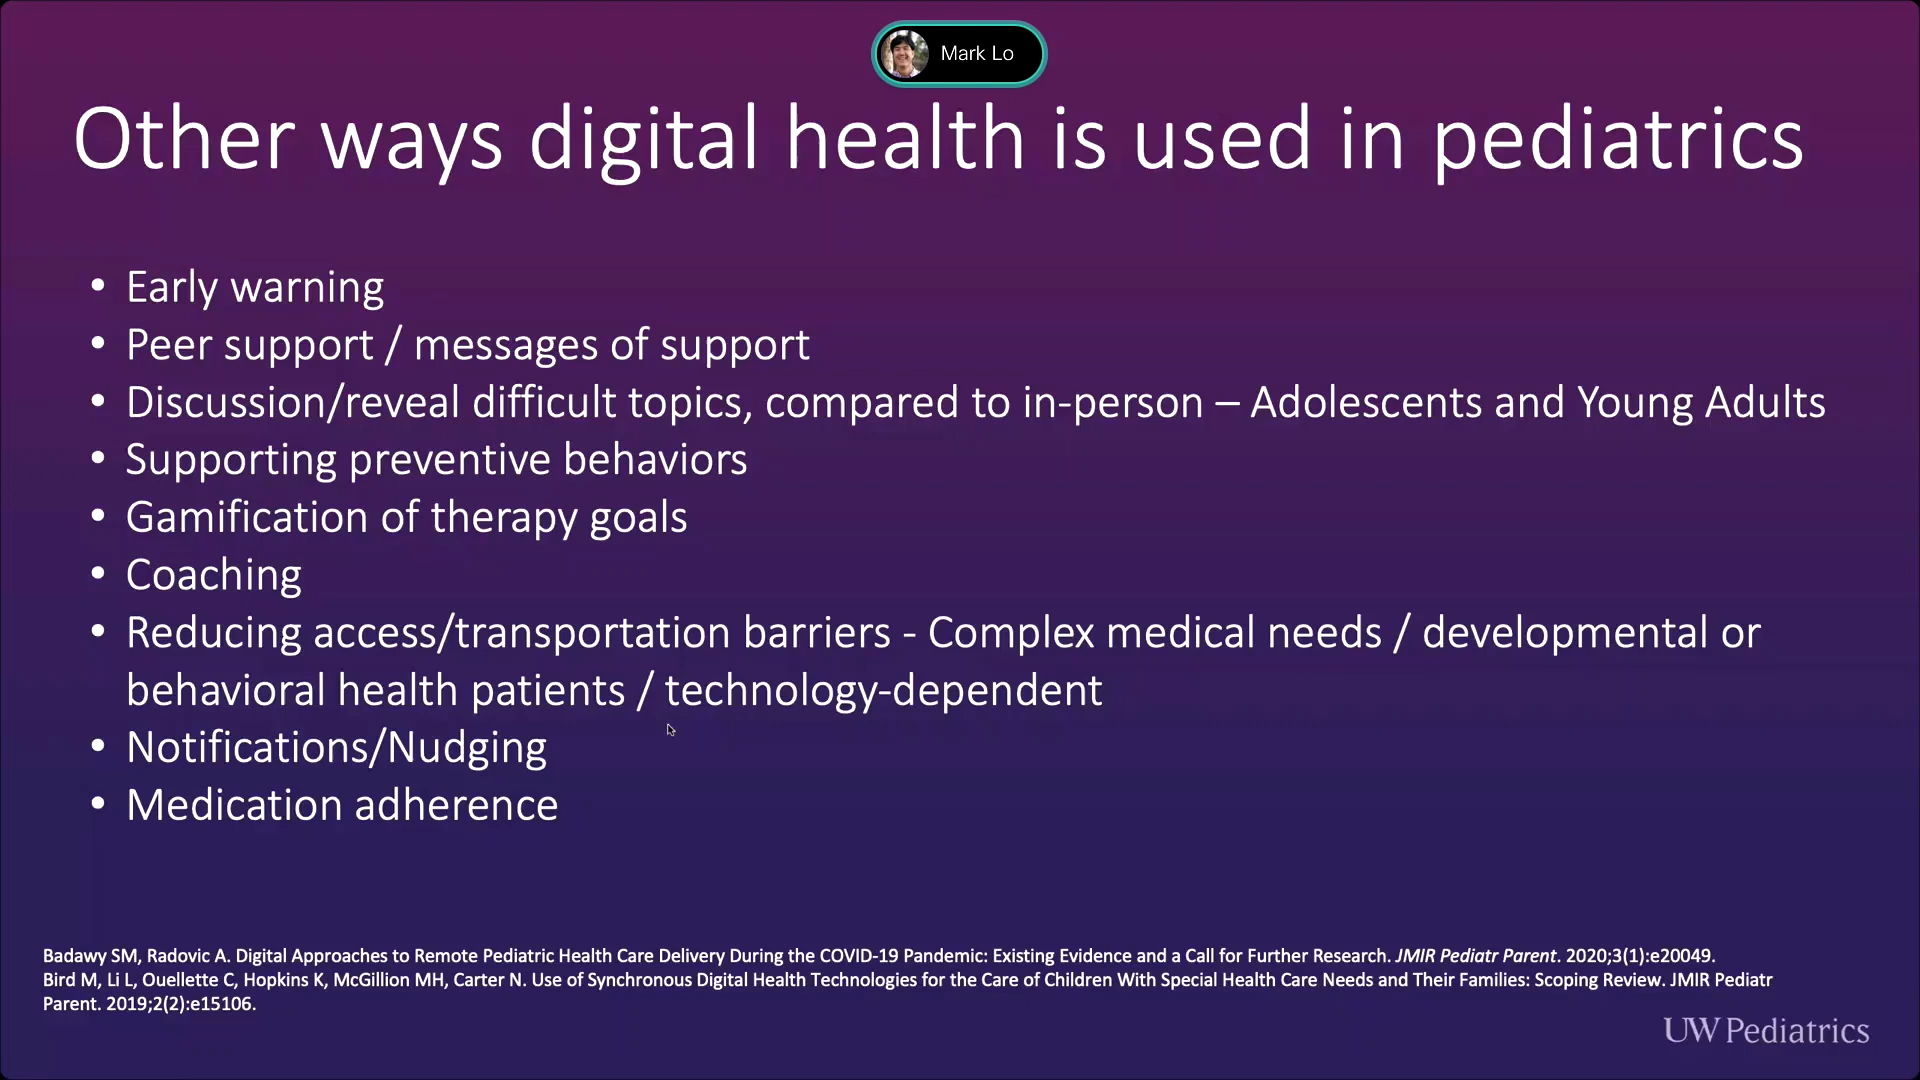 Mark Lo
Other ways digital health is used in pediatrics
• Early warning
• Peer support / messages of support
• Discussion/reveal difficult topics, compared to in-person – Adolescents and Young Adults
• Supporting preventive behaviors
• Gamification of therapy goals
• Coaching
• Reducing access/transportation barriers - Complex medical needs / developmental or
behavioral health patients / technology-dependent
• Notifications/Nudging
• Medication adherence
Badawy SM, Radovic A. Digital Approaches to Remote Pediatric Health Care Delivery During the COVID-19 Pandemic: Existing Evidence and a Call for Further Research. JMIR Pediatr Parent. 2020;3(1):e20049.
Bird M, Li L, Ouellette C, Hopkins K, McGillion MH, Carter N. Use of Synchronous Digital Health Technologies for the Care of Children With Special Health Care Needs and Their Families: Scoping Review. JMIR Pediatr
Parent. 2019;2(2):e15106.
UW Pediatrics